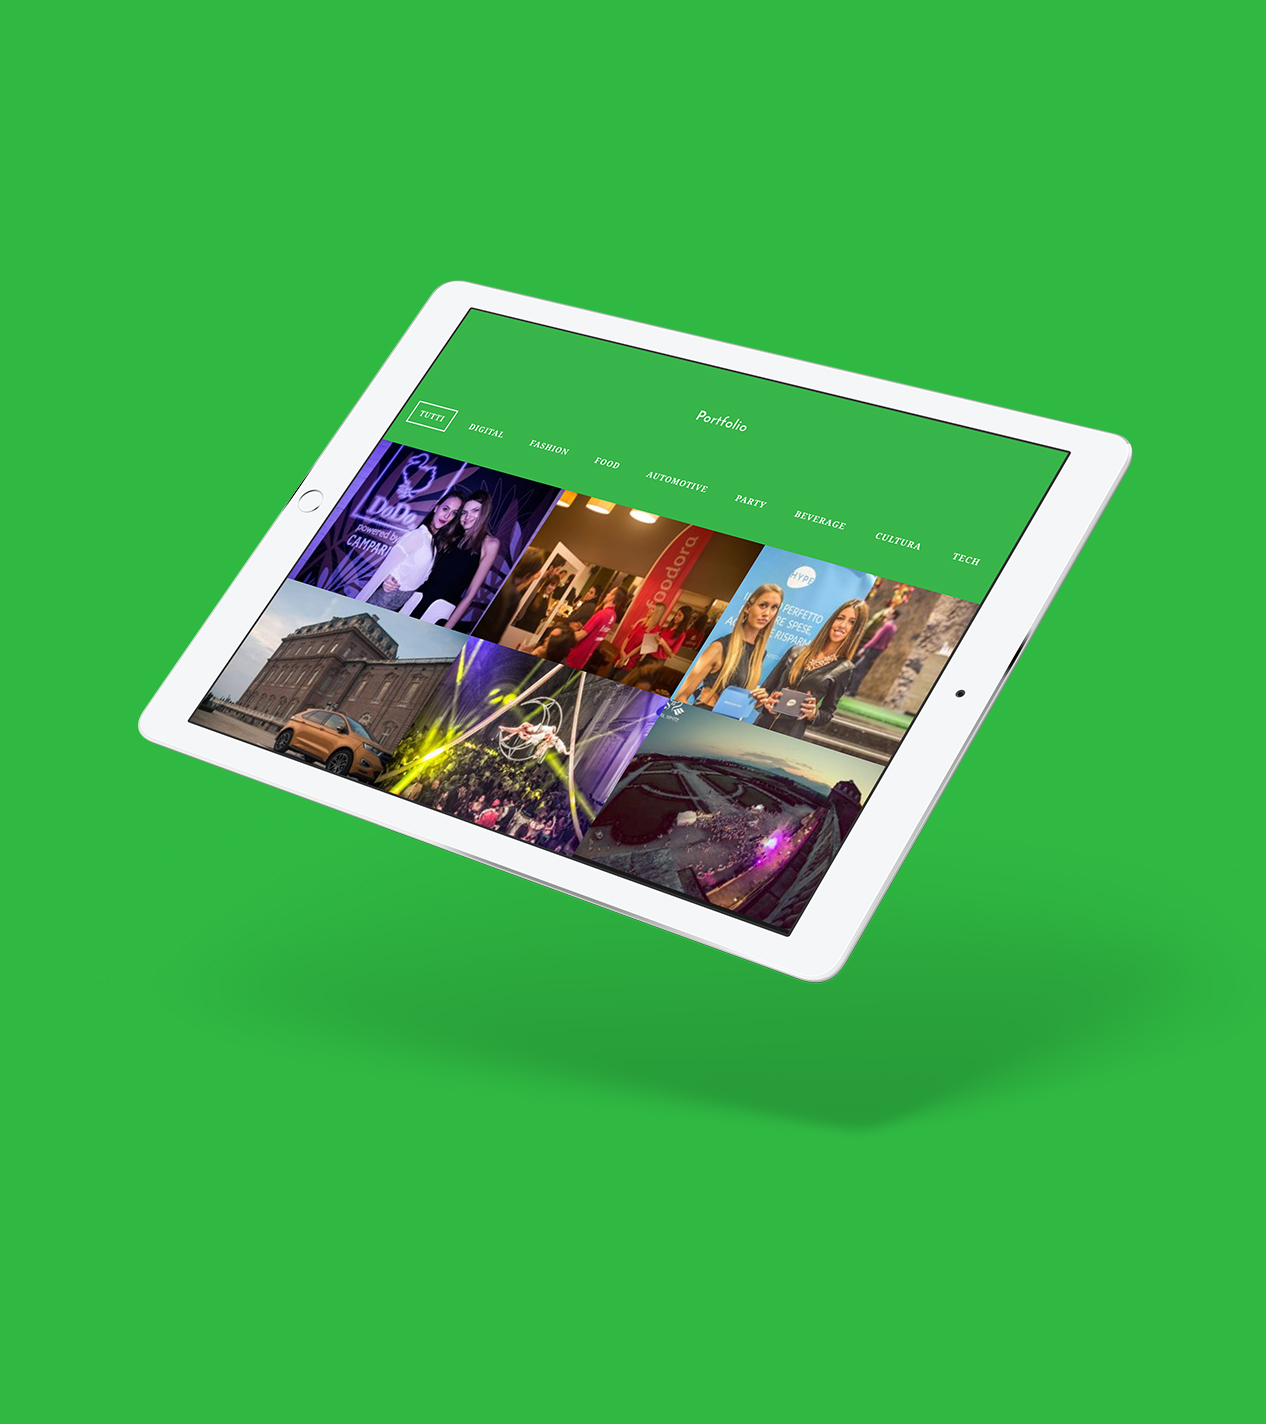 Portfolio
TUTTI
DIGITAL
FASHION
FOOD
AUTOMOTIVE
PARTY
BEVERAGE
CULTURA
TECH
DaDa
powered by
CAMPARI
foodora
HYPE
PERFETTO
RE SPESE,
E RISPARM